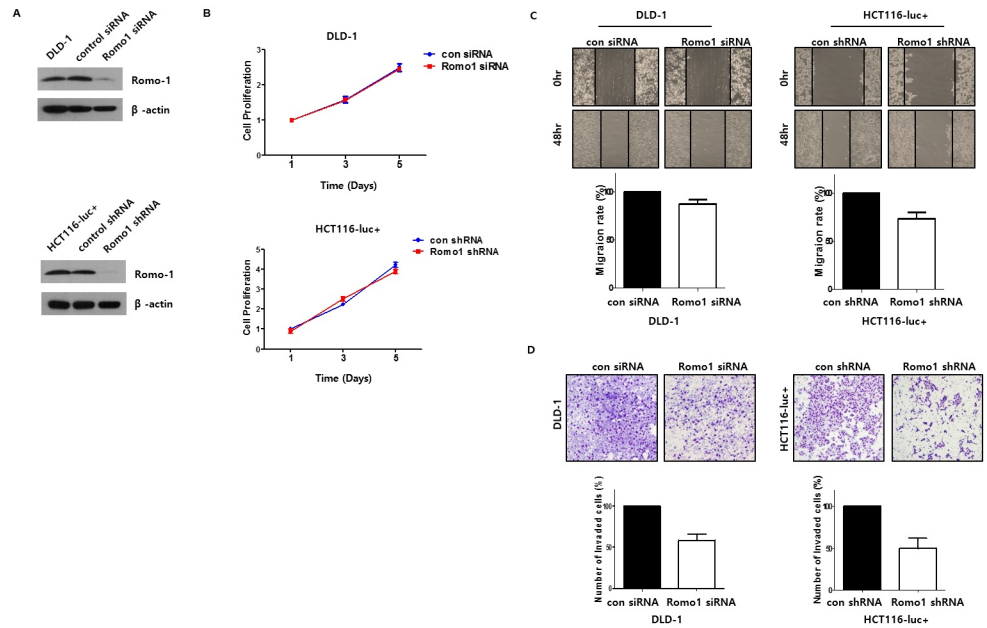 A
DLD-1
control siRNA
Romo1 siRNA
Romo-1
β -actin
HCT116-luc+
control shRNA
Romo1 shRNA
Romo-1
β -actin
B
DLD-1
con siRNA
Romo1 siRNA
Cell Proliferation
3
2
1
0
1 3 5
Time (Days)
HCT116-luc+
con shRNA
Romo1 shRNA
Cell Proliferation
5
4
3
2
1
0
1 3 5
Time (Days)
C
DLD-1
con siRNA Romo1 siRNA
0hr
48hr
Migraion rate (%)
100
50
0
con siRNA Romo1 siRNA
DLD-1
HCT116-luc+
con shRNA Romo1 shRNA
0hr
48hr
Migraion rate (%)
100
50
0
con shRNA Romo1 shRNA
HCT116-luc+
D
con siRNA Romo1 siRNA
DLD-1
Number of Invaded cells (%)
100
50
0
con siRNA Romo1 siRNA
DLD-1
con shRNA Romo1 shRNA
HCT116-luc+
Number of Invaded cells (%)
100
50
0
con shRNA Romo1 shRNA
HCT116-luc+